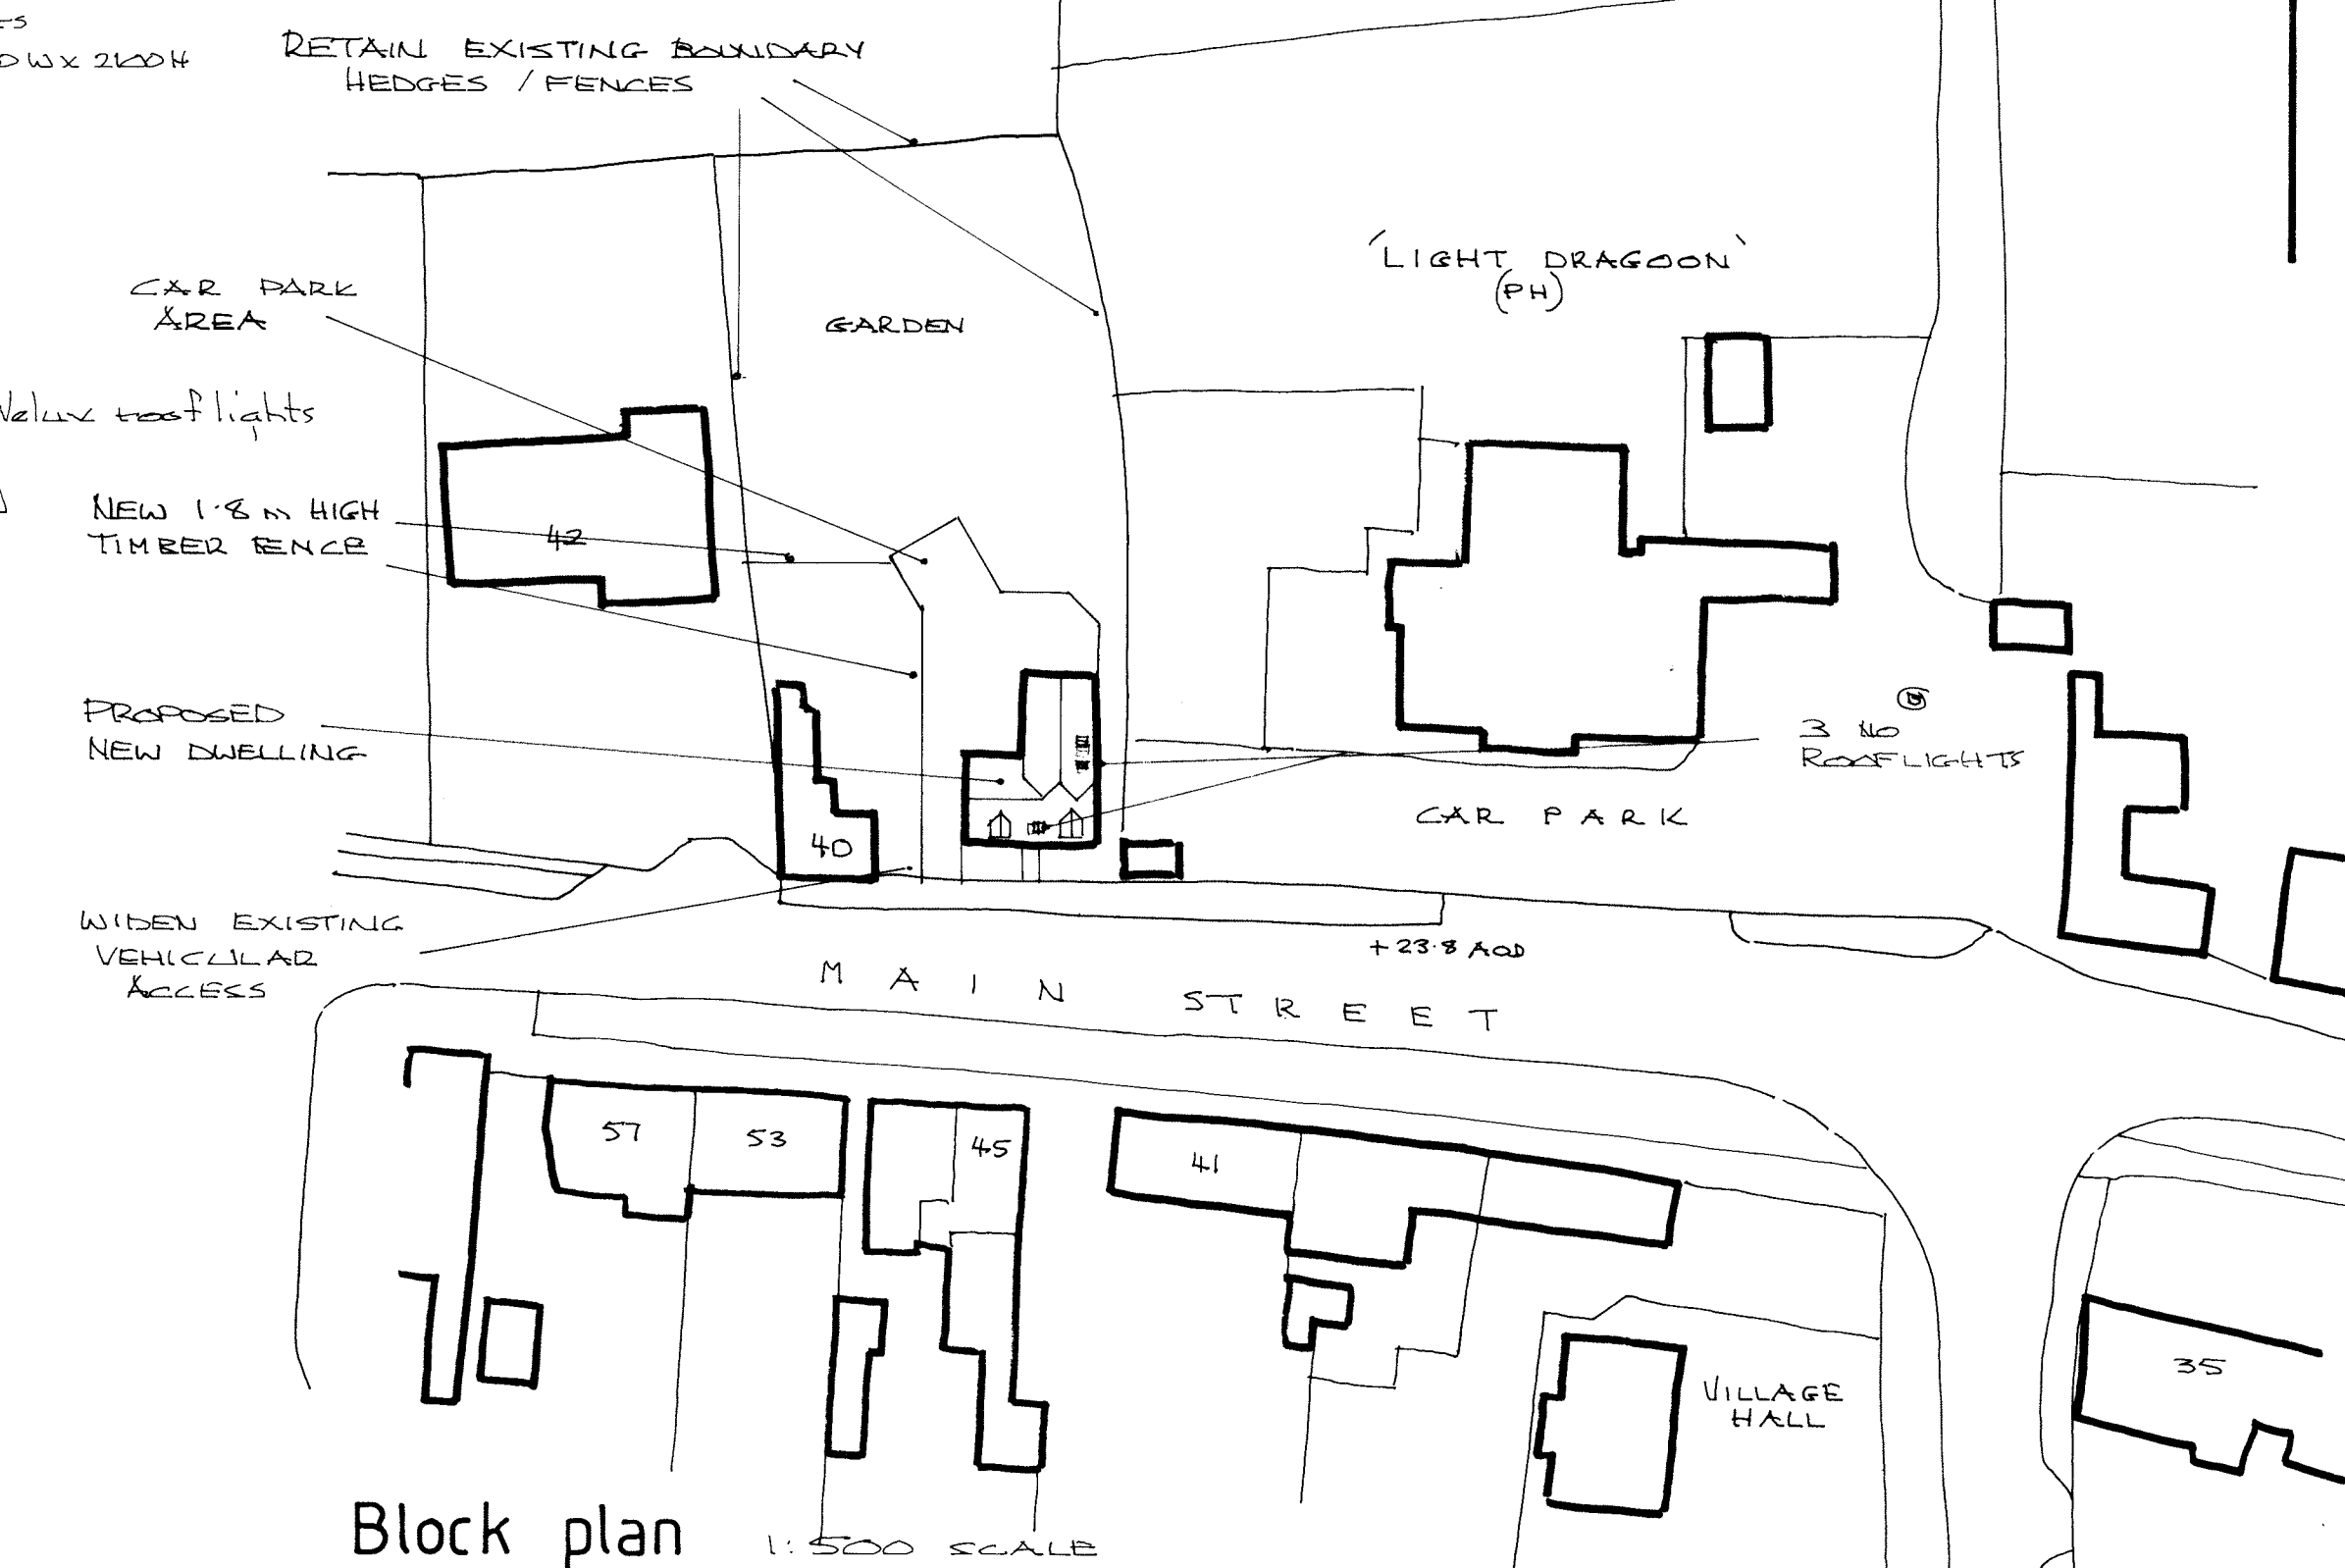 RETAIN EXISTING BOUNDARY
HEDGES / FENCES
CAR PARK
AREA
GARDEN
'LIGHT DRAGOON'
(PH)
Velux rooflights
NEW 1·8 m HIGH
TIMBER FENCE
42
PROPOSED
NEW DWELLING
3 NO
ROOFLIGHTS
CAR PARK
40
WIDEN EXISTING
VEHICULAR
ACCESS
+23·8 AOD
MAIN STREET
57
53
45
41
35
VILLAGE
HALL
Block plan 1:500 SCALE